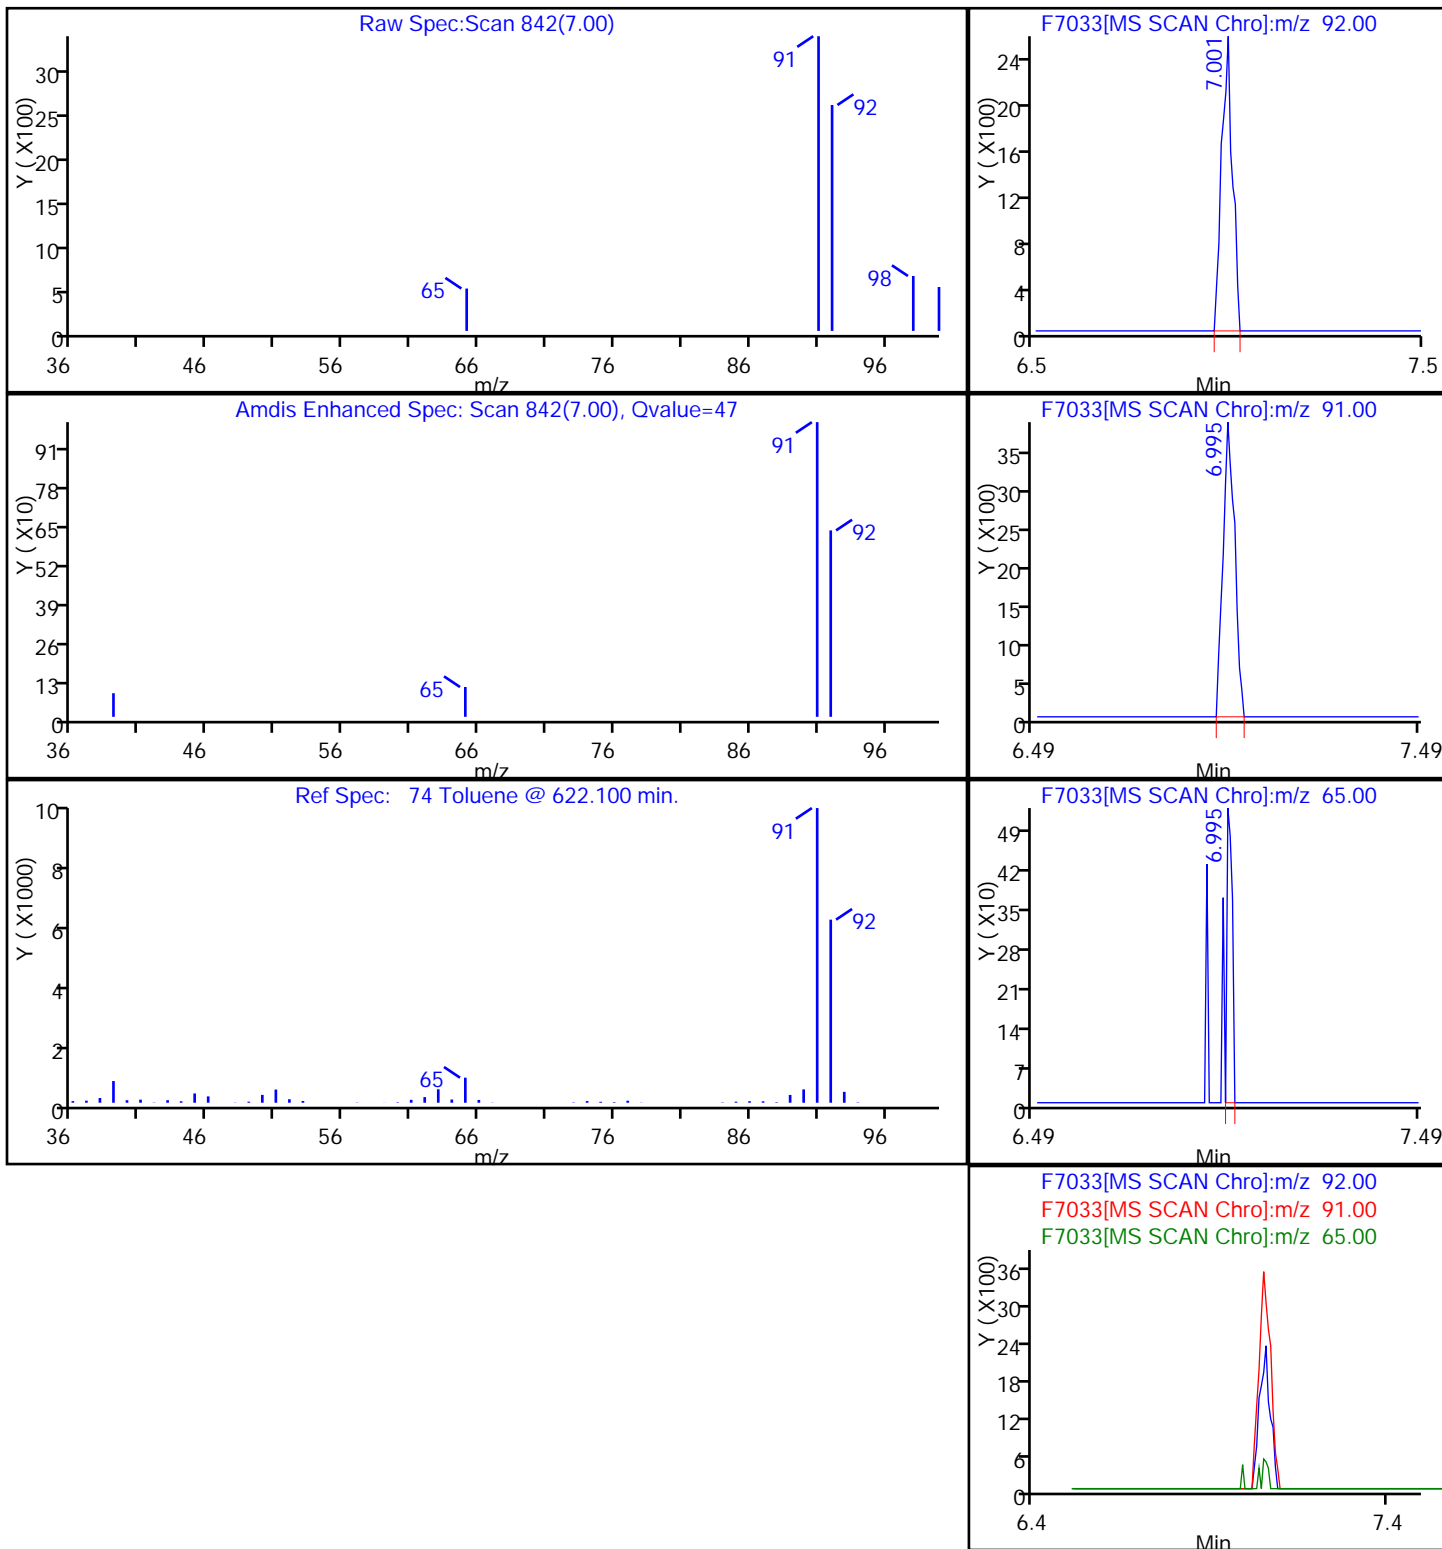 Raw Spec:Scan 842(7.00)
Y ( X100)
30
25
20
15
10
5
0
91
92
65
98
36 46 56 66 76 86 96
m/z
F7033[MS SCAN Chro]:m/z 92.00
Y ( X100)
24
20
16
12
8
4
0
7.001
6.5 7.5
Min
Amdis Enhanced Spec: Scan 842(7.00), Qvalue=47
Y ( X10)
91
78
65
52
39
26
13
0
91
92
65
36 46 56 66 76 86 96
m/z
F7033[MS SCAN Chro]:m/z 91.00
Y ( X100)
35
30
25
20
15
10
5
0
6.995
6.49 7.49
Min
Ref Spec: 74 Toluene @ 622.100 min.
Y ( X1000)
10
8
6
4
2
0
91
92
65
36 46 56 66 76 86 96
m/z
F7033[MS SCAN Chro]:m/z 65.00
Y ( X10)
49
42
35
28
21
14
7
0
6.995
6.49 7.49
Min
F7033[MS SCAN Chro]:m/z 92.00
F7033[MS SCAN Chro]:m/z 91.00
F7033[MS SCAN Chro]:m/z 65.00
Y ( X100)
36
30
24
18
12
6
0
6.4 7.4
Min